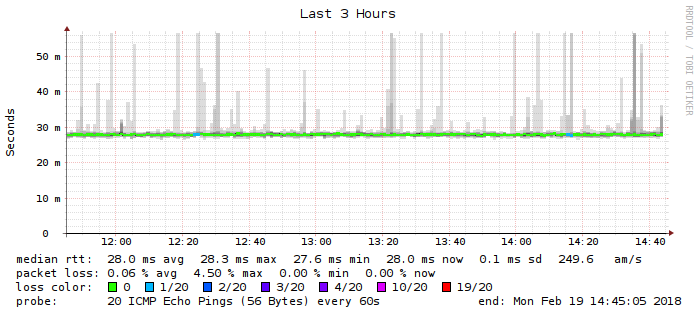 Last 3 Hours
RRDTOOL / TOBI OETIKER
Seconds
50 m
40 m
30 m
20 m
10 m
0
12:00 12:20 12:40 13:00 13:20 13:40 14:00 14:20 14:40
median rtt: 28.0 ms avg 28.3 ms max 27.6 ms min 28.0 ms now 0.1 ms sd 249.6 am/s
packet loss: 0.06 % avg 4.50 % max 0.00 % min 0.00 % now
loss color: 0 1/20 2/20 3/20 4/20 10/20 19/20
probe: 20 ICMP Echo Pings (56 Bytes) every 60s end: Mon Feb 19 14:45:05 2018